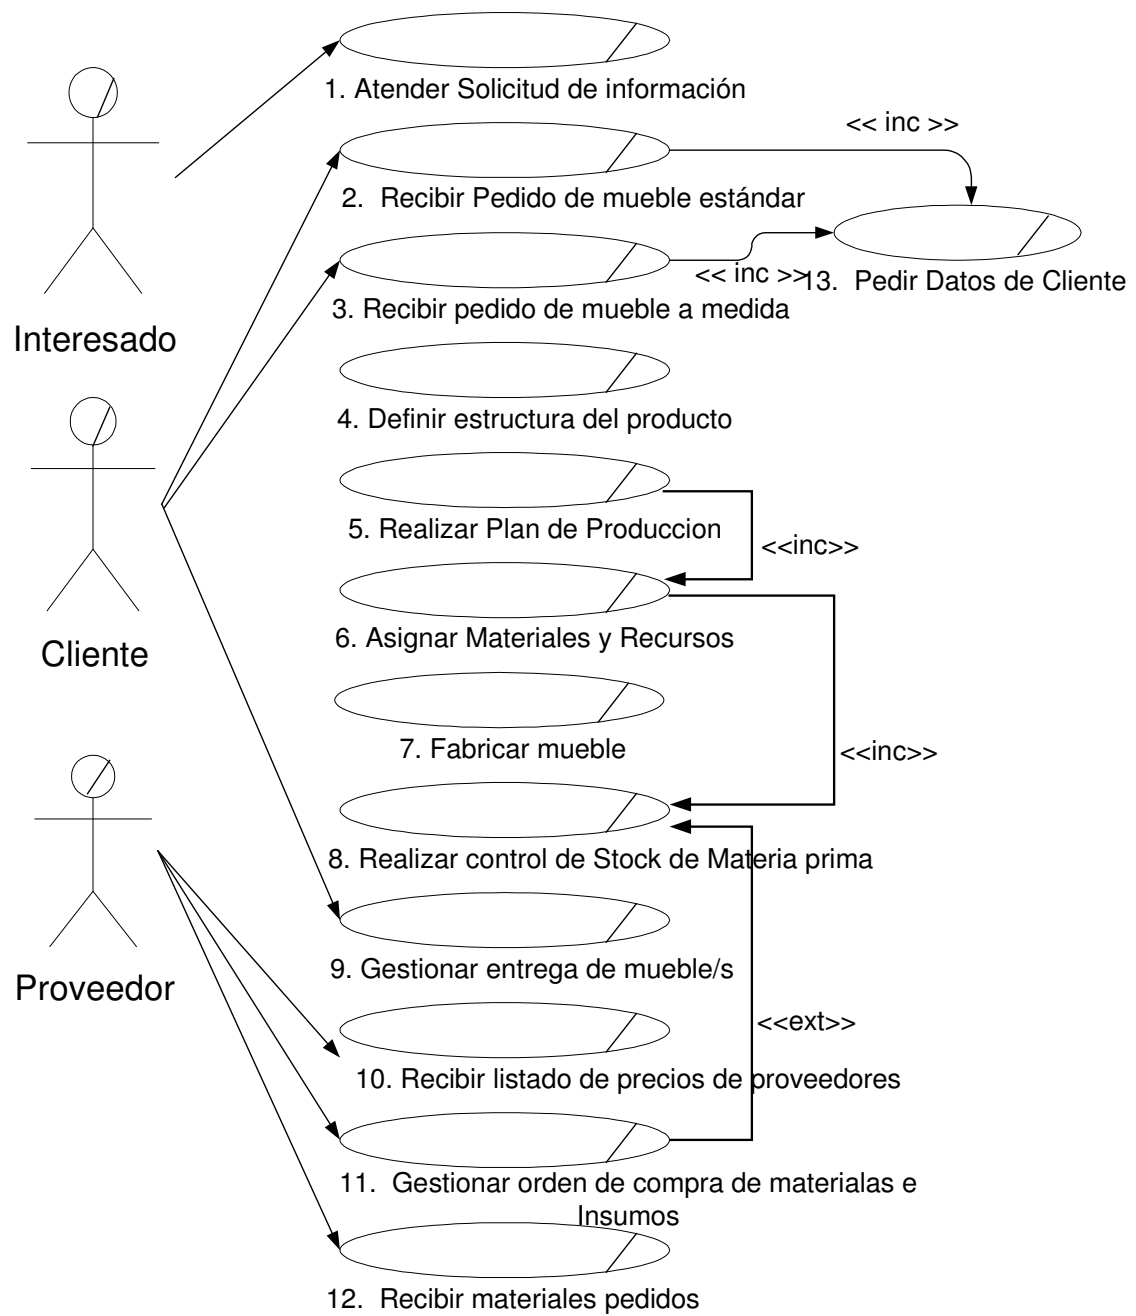 1. Atender Solicitud de información
<< inc >>
2. Recibir Pedido de mueble estándar
<< inc >>
13. Pedir Datos de Cliente
3. Recibir pedido de mueble a medida
Interesado
4. Definir estructura del producto
5. Realizar Plan de Produccion
<<inc>>
6. Asignar Materiales y Recursos
Cliente
7. Fabricar mueble
<<inc>>
8. Realizar control de Stock de Materia prima
9. Gestionar entrega de mueble/s
Proveedor
<<ext>>
10. Recibir listado de precios de proveedores
11. Gestionar orden de compra de materialas e
Insumos
12. Recibir materiales pedidos